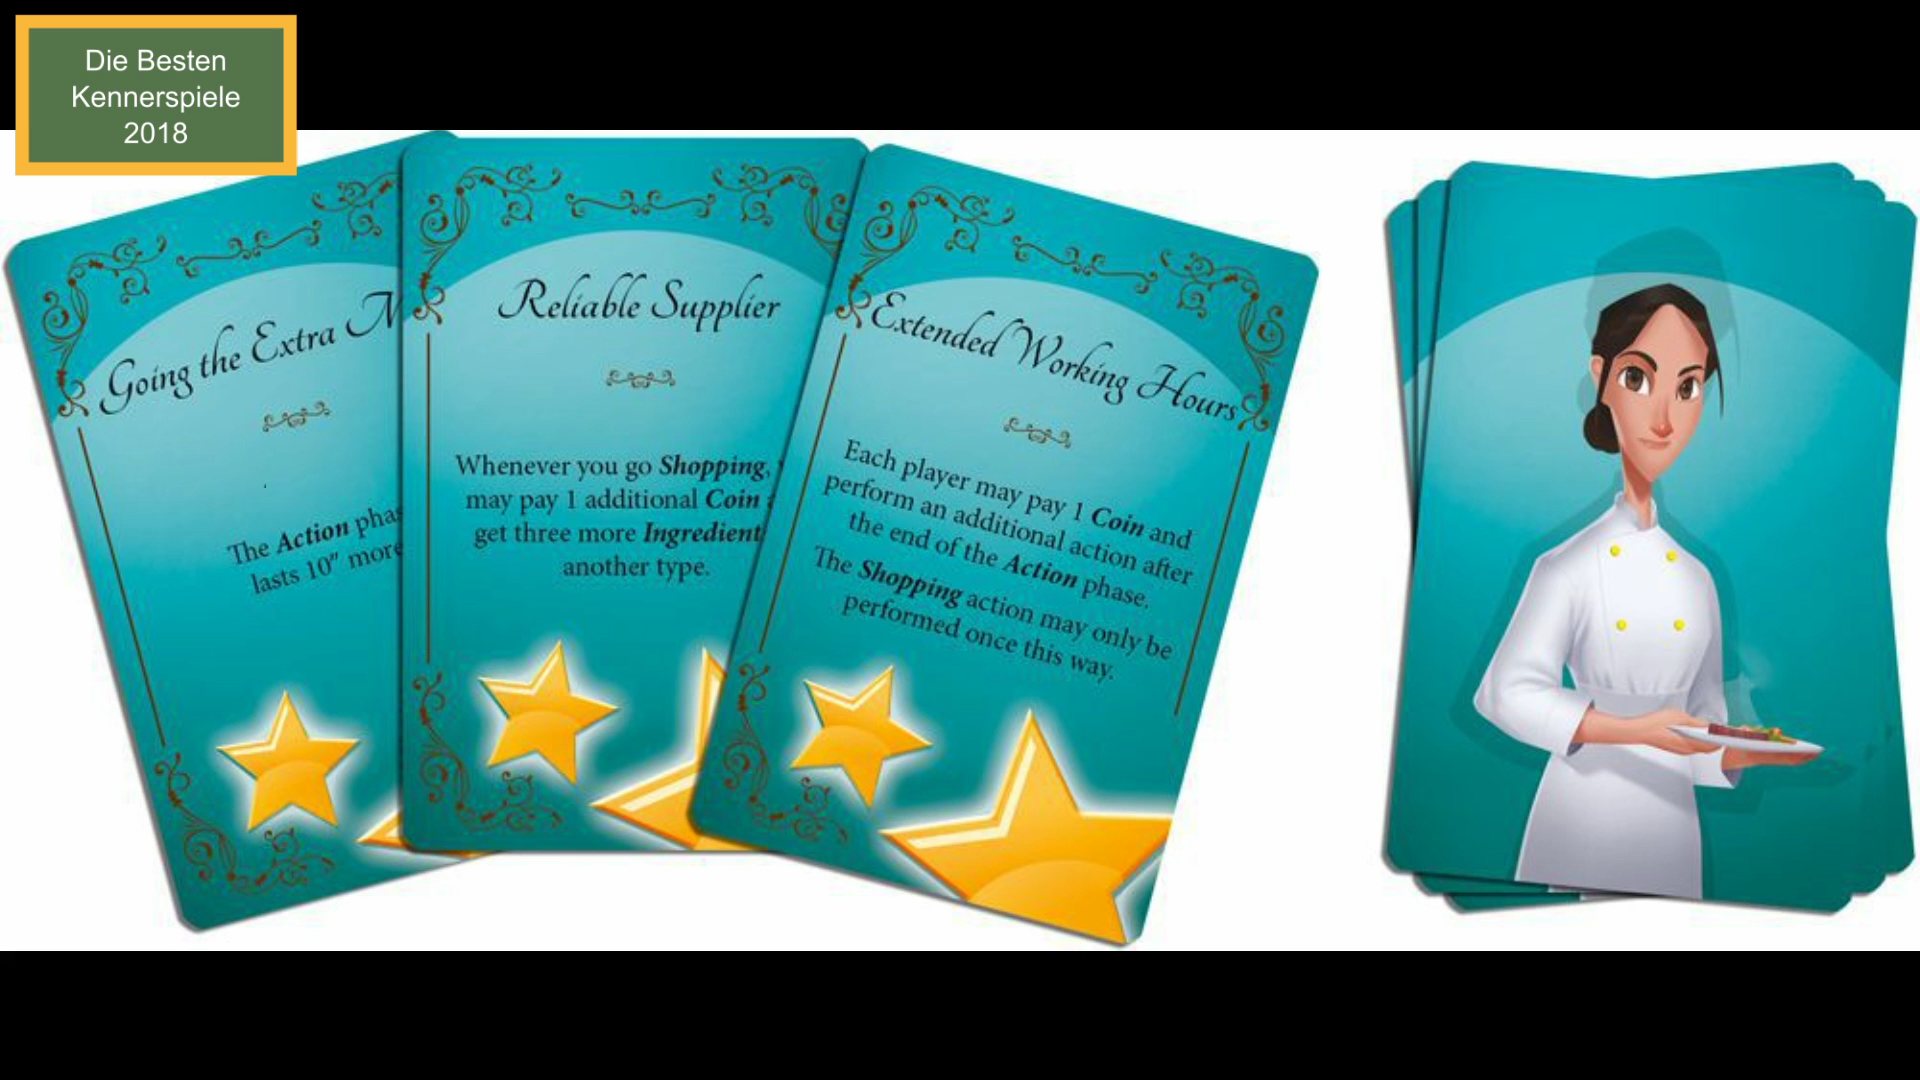 Die Besten
Kennerspiele
2018
Going the Extra
The Action
lasts 10″ more
Reliable Supplier
Whenever you go Shopping,
may pay 1 additional Coin
get three more Ingredient
another type.
Extended Working Hours
Each player may pay 1 Coin and
perform an additional action after
the end of the Action phase.
The Shopping action may only be
performed once this way.